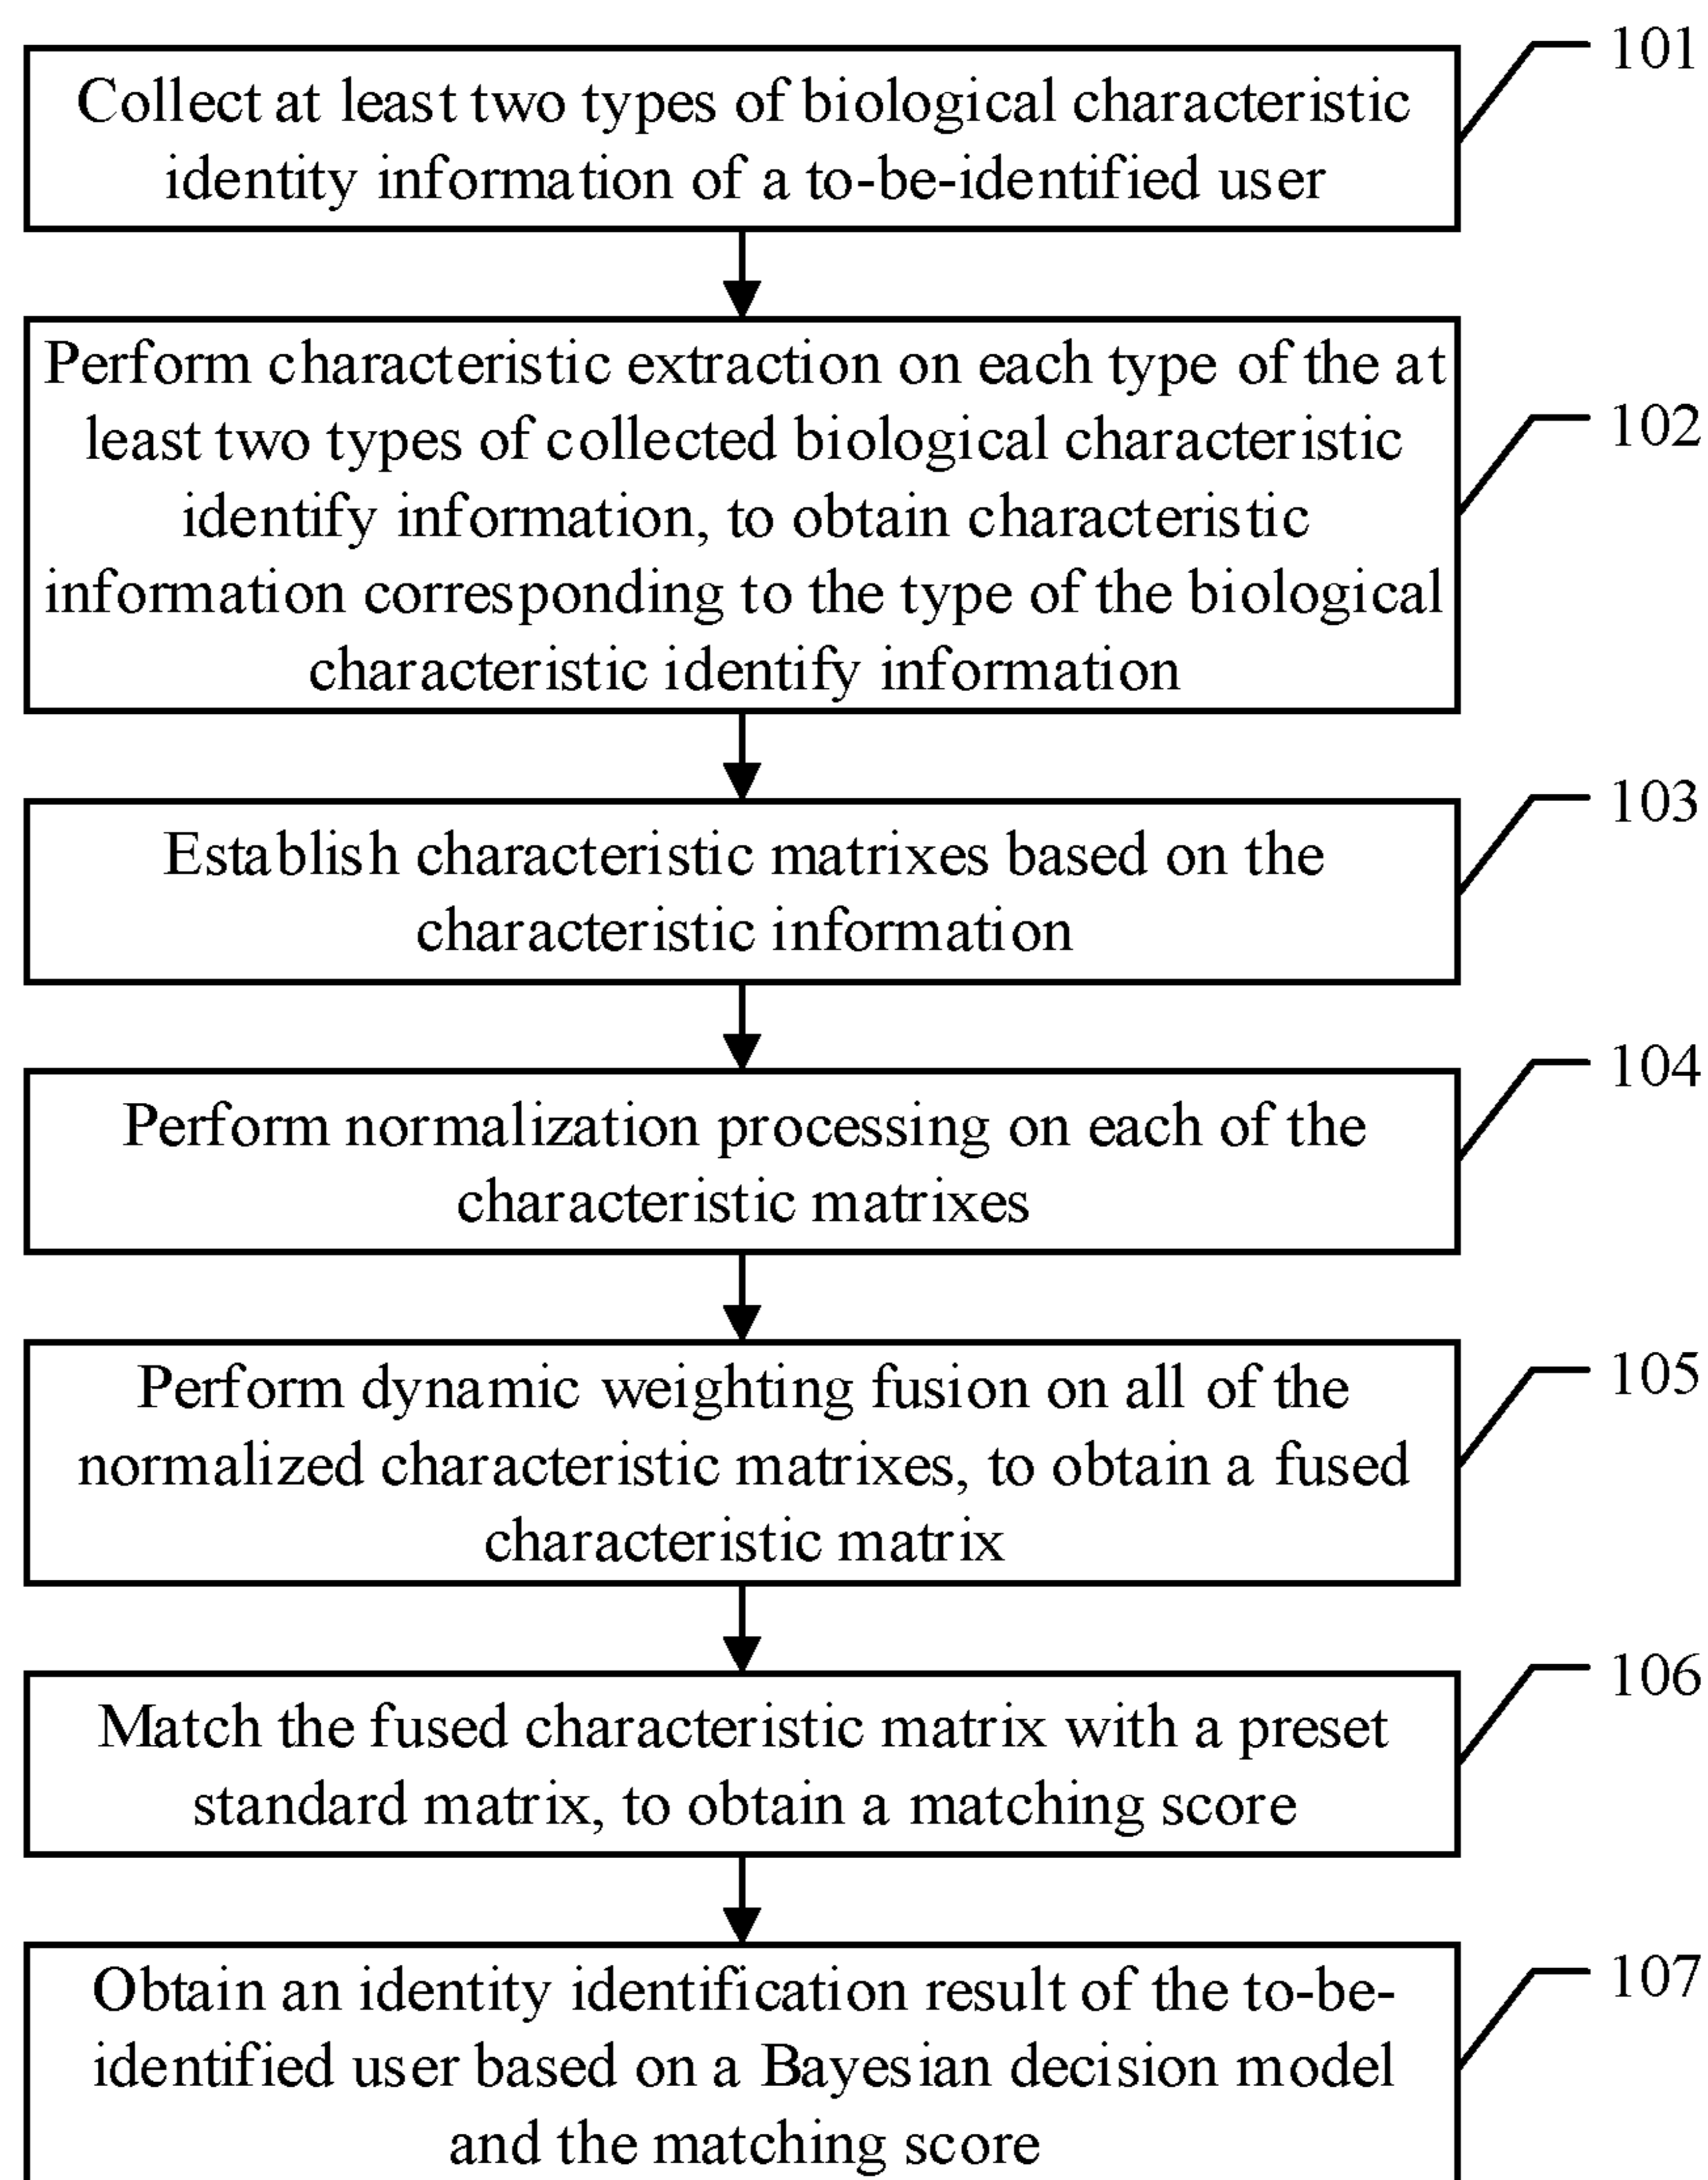 101
Collect at least two types of biological characteristic
identity information of a to-be-identified user
Perform characteristic extraction on each type of the at
least two types of collected biological characteristic
identify information, to obtain characteristic
information corresponding to the type of the biological
characteristic identify information
102
Establish characteristic matrixes based on the
characteristic information
103
Perform normalization processing on each of the
characteristic matrixes
104
Perform dynamic weighting fusion on all of the
normalized characteristic matrixes, to obtain a fused
characteristic matrix
105
Match the fused characteristic matrix with a preset
standard matrix, to obtain a matching score
106
Obtain an identity identification result of the to-be-
identified user based on a Bayesian decision model
and the matching score
107